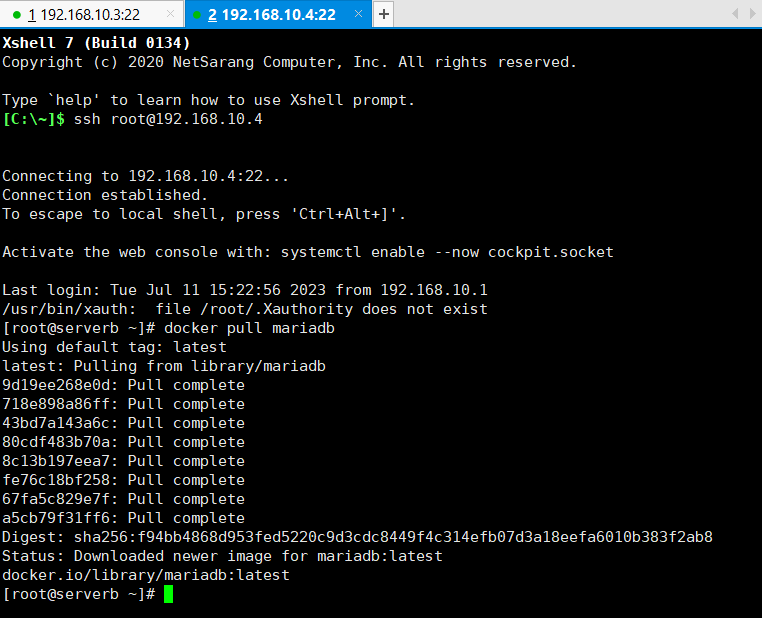 1 192.168.10.3:22 × 2 192.168.10.4:22 × +
Xshell 7 (Build 0134)
Copyright (c) 2020 NetSarang Computer, Inc. All rights reserved.
Type `help' to learn how to use Xshell prompt.
[C:\~]$ ssh root@192.168.10.4
Connecting to 192.168.10.4:22...
Connection established.
To escape to local shell, press 'Ctrl+Alt+]'.
Activate the web console with: systemctl enable --now cockpit.socket
Last login: Tue Jul 11 15:22:56 2023 from 192.168.10.1
/usr/bin/xauth:  file /root/.Xauthority does not exist
[root@serverb ~]# docker pull mariadb
Using default tag: latest
latest: Pulling from library/mariadb
9d19ee268e0d: Pull complete
718e898a86ff: Pull complete
43bd7a143a6c: Pull complete
80cdf483b70a: Pull complete
8c13b197eea7: Pull complete
fe76c18bf258: Pull complete
67fa5c829e7f: Pull complete
a5cb79f31ff6: Pull complete
Digest: sha256:f94bb4868d953fed5220c9d3cdc8449f4c314efb07d3a18eefa6010b383f2ab8
Status: Downloaded newer image for mariadb:latest
docker.io/library/mariadb:latest
[root@serverb ~]#